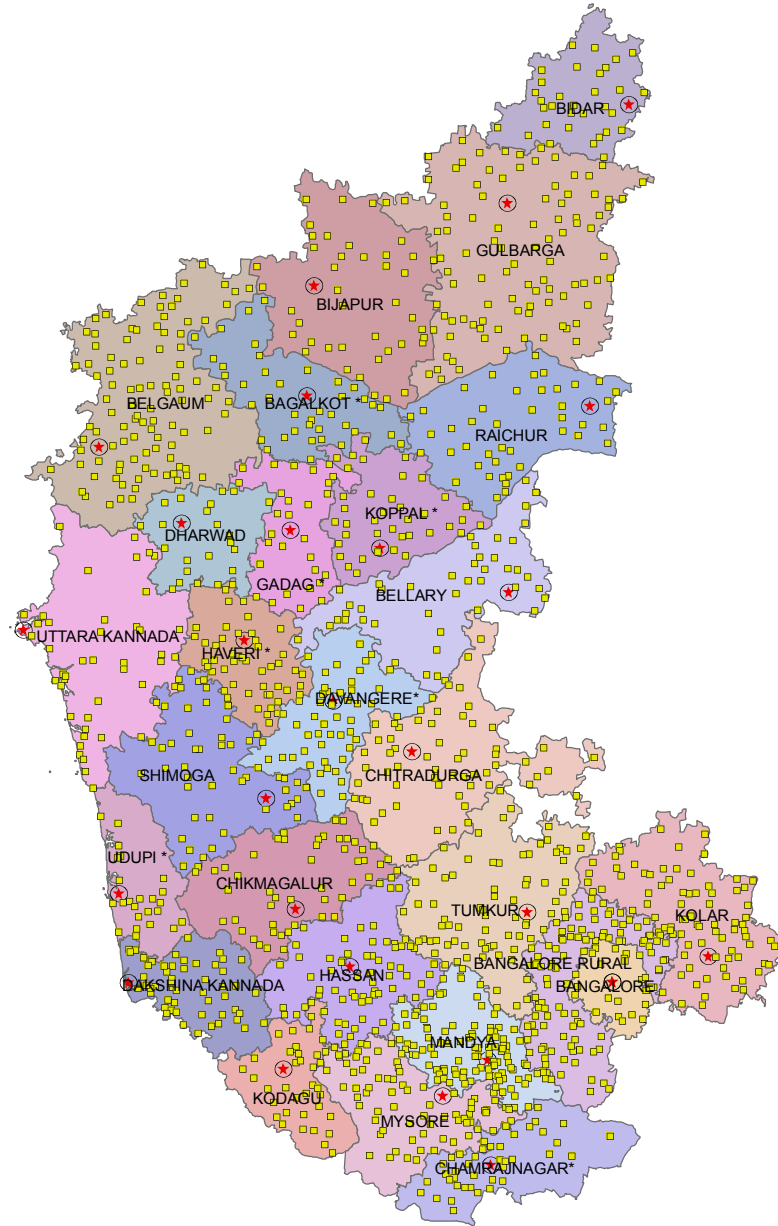 BIDAR
GULBARGA
BIJAPUR
BELGAUM
BAGALKOT *
RAICHUR
KOPPAL *
DHARWAD
GADAG *
BELLARY
UTTARA KANNADA
HAVERI *
DAVANGERE*
SHIMOGA
CHITRADURGA
UDUPI *
CHIKMAGALUR
TUMKUR
KOLAR
BANGALORE RURAL
HASSAN
DAKSHINA KANNADA
BANGALORE
MANDYA
KODAGU
MYSORE
CHAMRAJNAGAR*